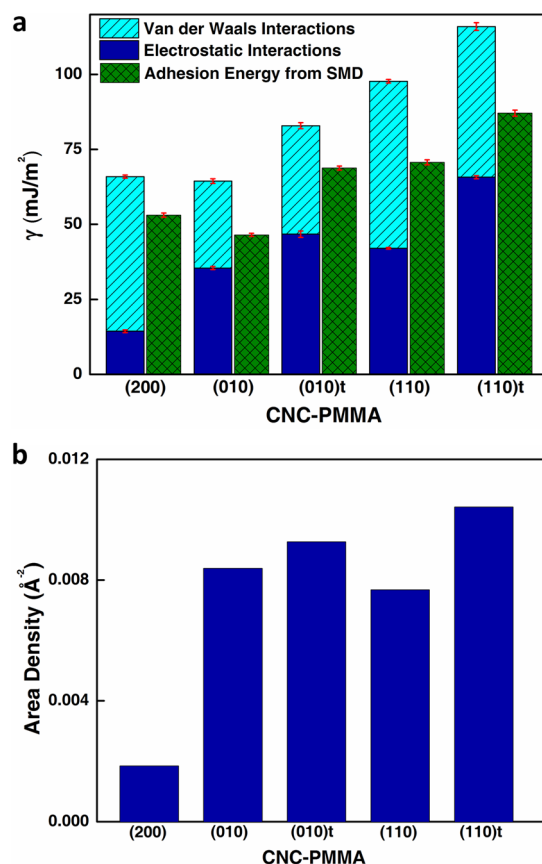 a
Van der Waals Interactions
Electrostatic Interactions
Adhesion Energy from SMD
γ (mJ/m²)
100
75
50
25
0
(200) (010) (010)t (110) (110)t
CNC-PMMA
b
Area Density (Å⁻²)
0.012
0.008
0.004
0.000
(200) (010) (010)t (110) (110)t
CNC-PMMA